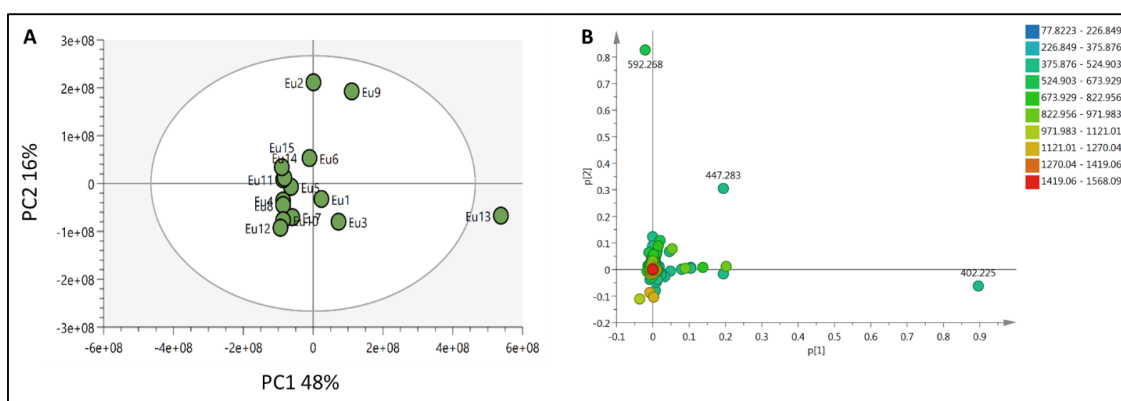 A
PC2 16%
3e+08
2e+08
1e+08
0
-1e+08
-2e+08
-3e+08
Eu2
Eu9
Eu15
Eu14
Eu6
Eu11
Eu5
Eu1
Eu8
Eu3
Eu13
Eu12
-6e+08
-4e+08
-2e+08
0
2e+08
4e+08
6e+08
PC1 48%
B
p[2]
0.8
0.7
0.6
0.5
0.4
0.3
0.2
0.1
0
-0.1
-0.2
592.268
447.283
402.225
-0.1
0
0.1
0.2
0.3
0.4
0.5
0.6
0.7
0.8
0.9
p[1]
77.8223 - 226.849
226.849 - 375.876
375.876 - 524.903
524.903 - 673.929
673.929 - 822.956
822.956 - 971.983
971.983 - 1121.01
1121.01 - 1270.04
1270.04 - 1419.06
1419.06 - 1568.09